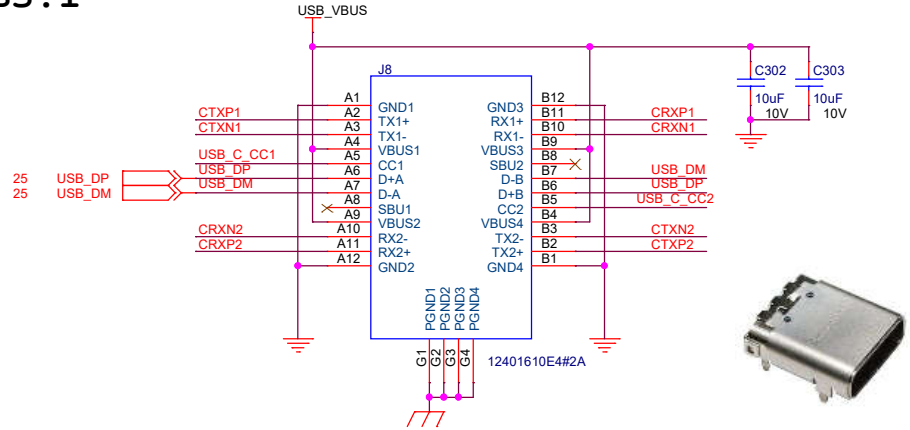 USB_VBUS
J8
C302
C303
10uF
10uF
10V
10V
A1
GND1
GND3
B12
CTXP1
A2
TX1+
RX1+
B11
CRXP1
CTXN1
A3
TX1-
RX1-
B10
CRXN1
A4
VBUS1
VBUS3
B9
USB_C_CC1
A5
CC1
SBU2
B8
25
USB_DP
USB_DP
A6
D+A
D-B
B7
USB_DM
25
USB_DM
USB_DM
A7
D-A
D+B
B6
USB_DP
A8
SBU1
CC2
B5
USB_C_CC2
A9
VBUS2
VBUS4
B4
CRXN2
A10
RX2-
TX2-
B3
CTXN2
CRXP2
A11
RX2+
TX2+
B2
CTXP2
A12
GND2
GND4
B1
PGND1
PGND2
PGND3
PGND4
G1
G2
G3
G4
12401610E4#2A